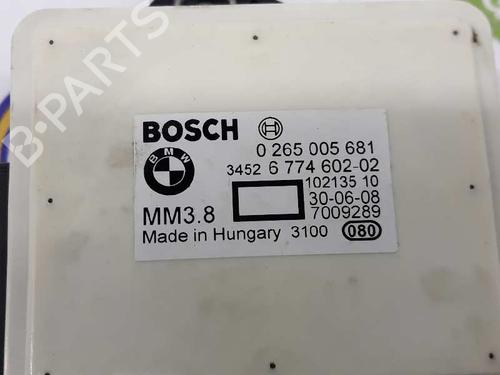 BOSCH 0 265 005 681
BMW
3452 6 774 602-02
102135 10
30-06-08
MM3.8 7009289
Made in Hungary 3100 080
B-PARTS